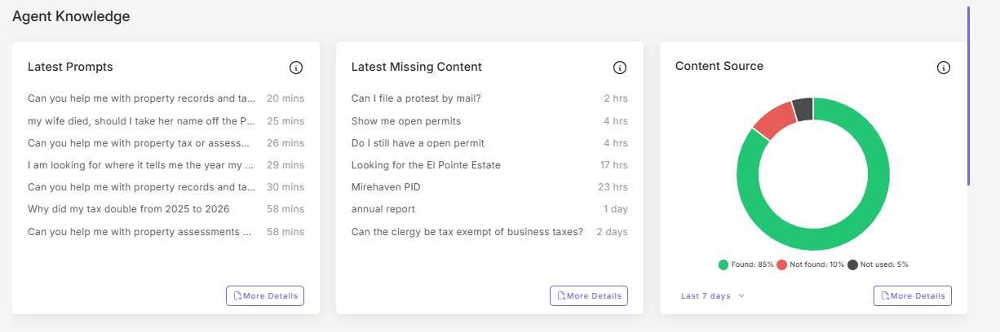 Agent Knowledge
Latest Prompts
Can you help me with property records and ta... 20 mins
my wife died, should I take her name off the P... 25 mins
Can you help me with property tax or assess... 26 mins
I am looking for where it tells me the year my ... 29 mins
Can you help me with property records and ta... 30 mins
Why did my tax double from 2025 to 2026 58 mins
Can you help me with property assessments ... 58 mins
More Details
Latest Missing Content
Can I file a protest by mail? 2 hrs
Show me open permits 4 hrs
Do I still have a open permit 4 hrs
Looking for the El Pointe Estate 17 hrs
Mirehaven PID 23 hrs
annual report 1 day
Can the clergy be tax exempt of business taxes? 2 days
More Details
Content Source
Found: 85% Not found: 10% Not used: 5%
Last 7 days
More Details